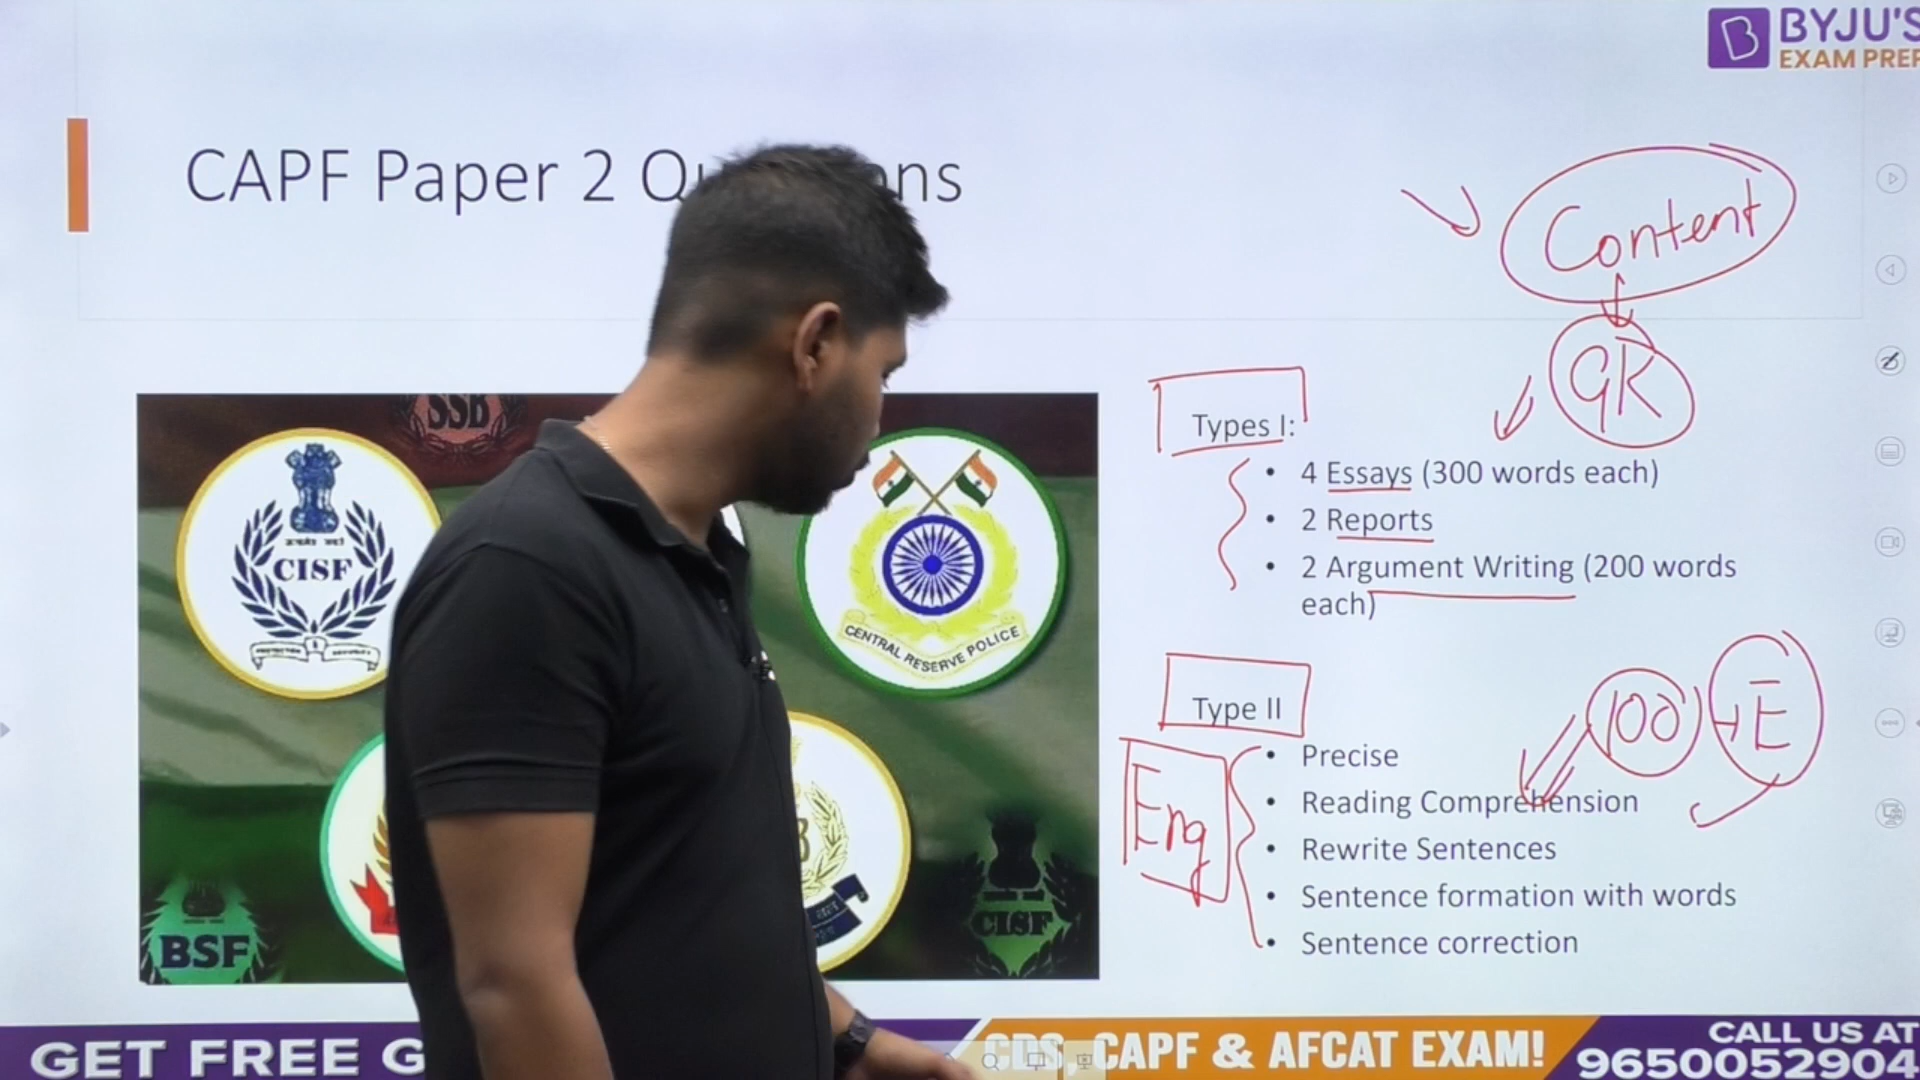 BYJU'S
EXAM PREP
CAPF Paper 2
Content
GK
Types I:
• 4 Essays (300 words each)
• 2 Reports
• 2 Argument Writing (200 words
each)
Type II
100 + E
Eng
• Precise
• Reading Comprehension
• Rewrite Sentences
• Sentence formation with words
• Sentence correction
SSB
CISF
CENTRAL RESERVE POLICE
BSF
CISF
GET FREE
CDS, CAPF & AFCAT EXAM!
CALL US AT
9650052904